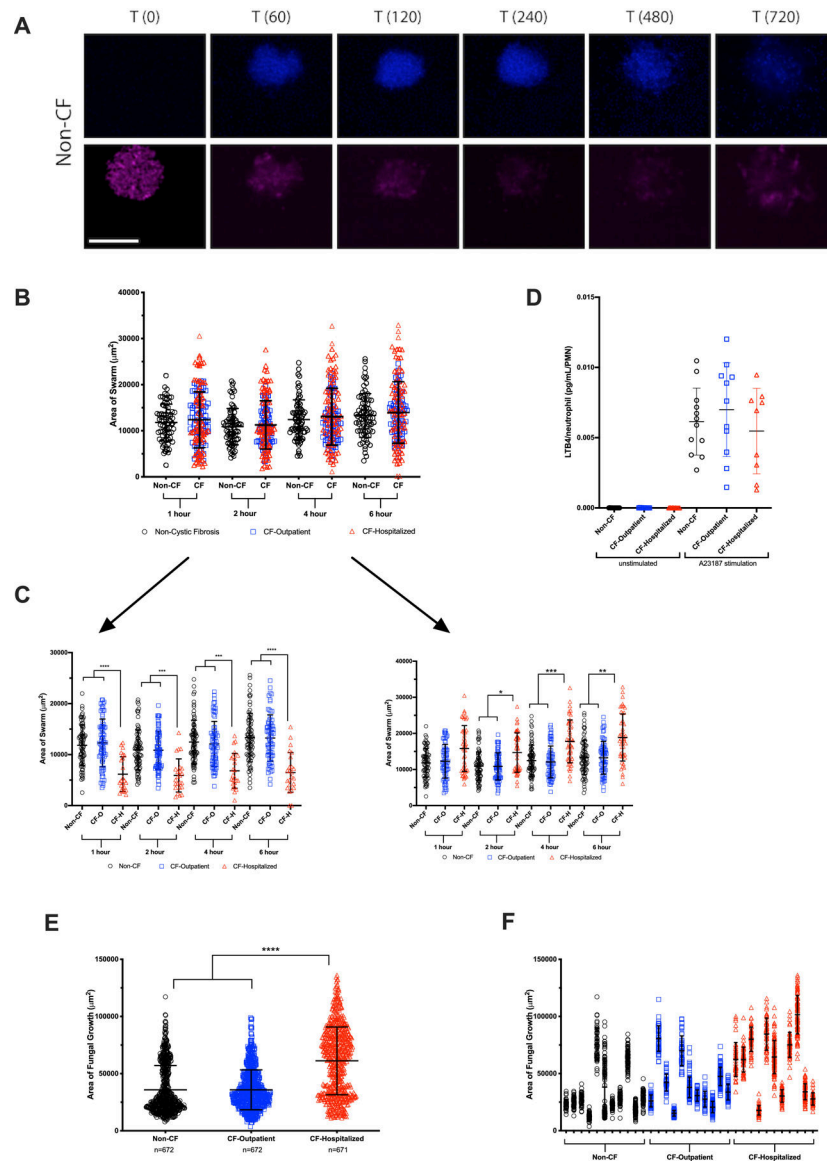 A
T (0) T (60) T (120) T (240) T (480) T (720)
Non-CF
B
Area of Swarm (μm²)
40000
30000
20000
10000
0
Non-CF CF Non-CF CF Non-CF CF Non-CF CF
1 hour 2 hour 4 hour 6 hour
Non-Cystic Fibrosis CF-Outpatient CF-Hospitalized
D
LTB4/neutrophil (pg/mL/PMN)
0.015
0.010
0.005
0.000
Non-CF CF-Outpatient CF-Hospitalized Non-CF CF-Outpatient CF-Hospitalized
unstimulated A23187 stimulation
C
Area of Swarm (μm²)
30000
20000
10000
0
**** *** *** ****
Non-CF CF-O CF-H Non-CF CF-O CF-H Non-CF CF-O CF-H Non-CF CF-O CF-H
1 hour 2 hour 4 hour 6 hour
Non-CF CF-Outpatient CF-Hospitalized
Area of Swarm (μm²)
40000
30000
20000
10000
0
* *** **
Non-CF CF-O CF-H Non-CF CF-O CF-H Non-CF CF-O CF-H Non-CF CF-O CF-H
1 hour 2 hour 4 hour 6 hour
Non-CF CF-Outpatient CF-Hospitalized
E
Area of Fungal Growth (μm²)
150000
100000
50000
0
****
Non-CF CF-Outpatient CF-Hospitalized
n=672 n=672 n=671
F
Area of Fungal Growth (μm²)
150000
100000
50000
0
Non-CF CF-Outpatient CF-Hospitalized